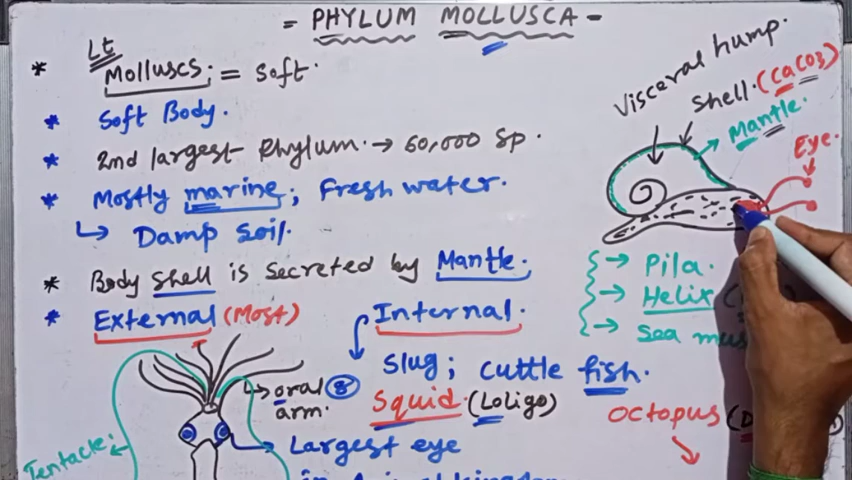 = PHYLUM MOLLUSCA =
Lt
* Molluscs; = Soft.
* Soft Body.
* 2nd largest Phylum. → 60,000 Sp.
* Mostly marine; Fresh water.
↳ Damp Soil.
* Body Shell is Secreted by Mantle.
* External (Most)
Internal.
Slug; Cuttle fish.
Squid (Loligo)
→ oral 8
arm.
→ Largest eye
in
Tentacle
Visceral hump.
Shell. (CaCO3)
Mantle.
Eye.
→ Pila.
→ Helix (
→ Sea
Octopus (